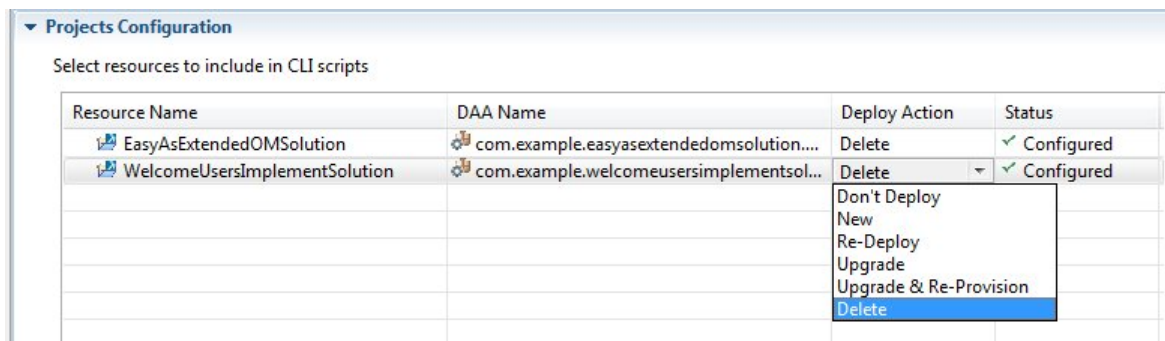 Projects Configuration
Select resources to include in CLI scripts
Resource Name DAA Name Deploy Action Status
EasyAsExtendedOMSolution com.example.easyasextendedomsolution.... Delete Configured
WelcomeUsersImplementSolution com.example.welcomeusersimplementsol... Delete Configured
Don't Deploy
New
Re-Deploy
Upgrade
Upgrade & Re-Provision
Delete